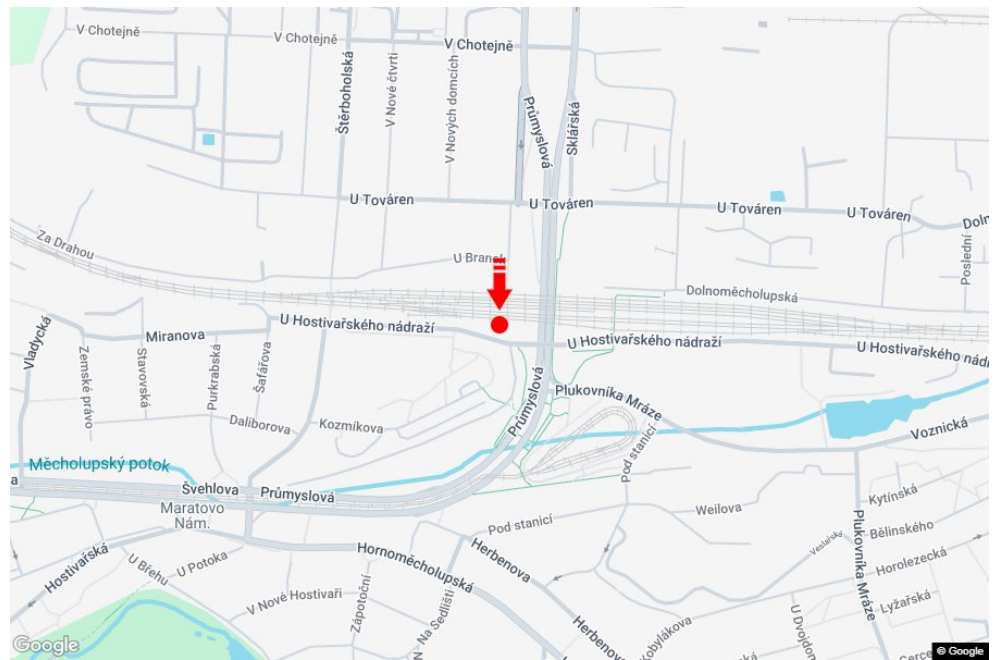 V Chotejně
V Chotejně
V Chotejně
Štěrboholská
V Nové čtvrti
V Nových domcích
Průmyslová
Sklářská
U Továren
U Továren
U Továren
U Továren
Za Drahou
U Branek
Poslední
Dolnoměcholupská
U Hostivařského nádraží
U Hostivařského nádraží
Vladycká
Miranova
Zemské právo
Stavovská
Purkrabská
Šafářova
Daliborova
Kozmíkova
Průmyslová
Plukovníka Mráze
Pod stanicí
Voznická
Měcholupský potok
Švehlova
Průmyslová
Maratovo
Nám.
Pod stanicí
Weilova
Kytínská
Bělinského
Veslařský
Plukovníka Mráze
Horolezecká
Hostivařská
U Břehu
U Potoka
Hornoměcholupská
Herbenova
V Nové Hostivaři
Zápotoční
Na Sedlišti
Herbenova
Kobylákova
Lyžařská
Google
© Google